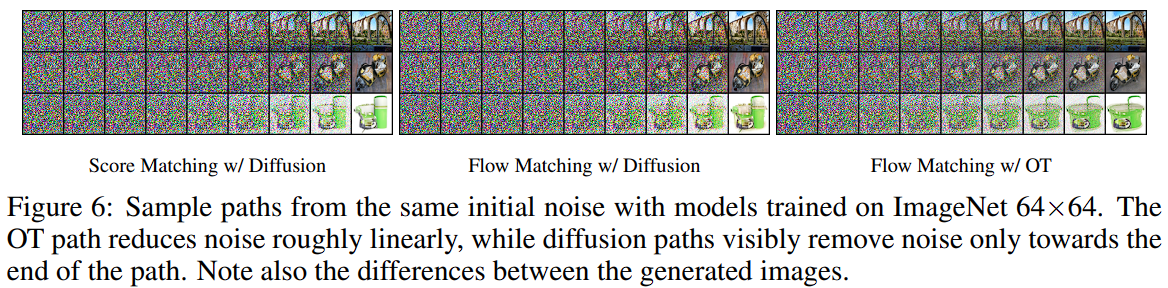 Score Matching w/ Diffusion
Flow Matching w/ Diffusion
Flow Matching w/ OT
Figure 6: Sample paths from the same initial noise with models trained on ImageNet 64×64. The
OT path reduces noise roughly linearly, while diffusion paths visibly remove noise only towards the
end of the path. Note also the differences between the generated images.